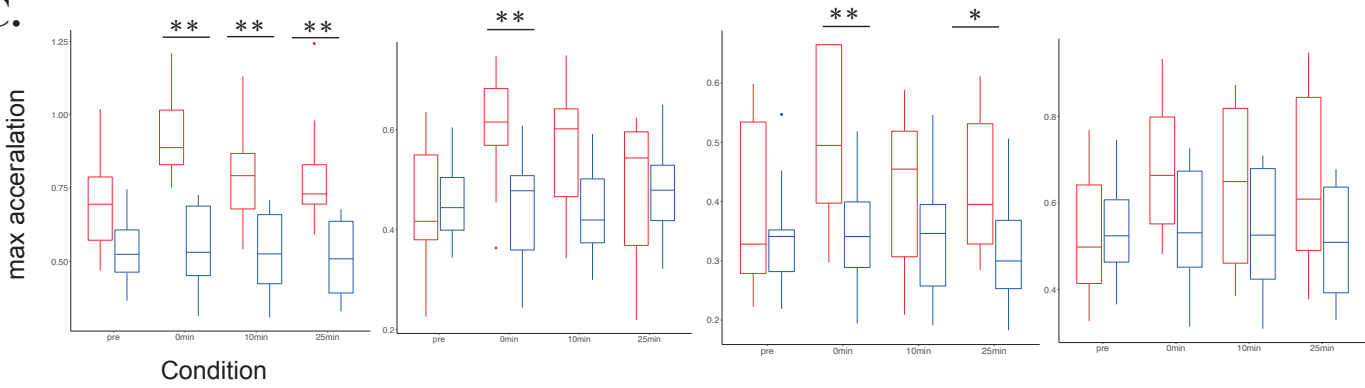 C.
** ** **
**
** *
max acceralation
1.25
1.00
0.75
0.50
pre 0min 10min 25min
0.6
0.4
0.2
pre 0min 10min 25min
0.6
0.5
0.4
0.3
0.2
pre 0min 10min 25min
0.8
0.6
0.4
pre 0min 10min 25min
Condition